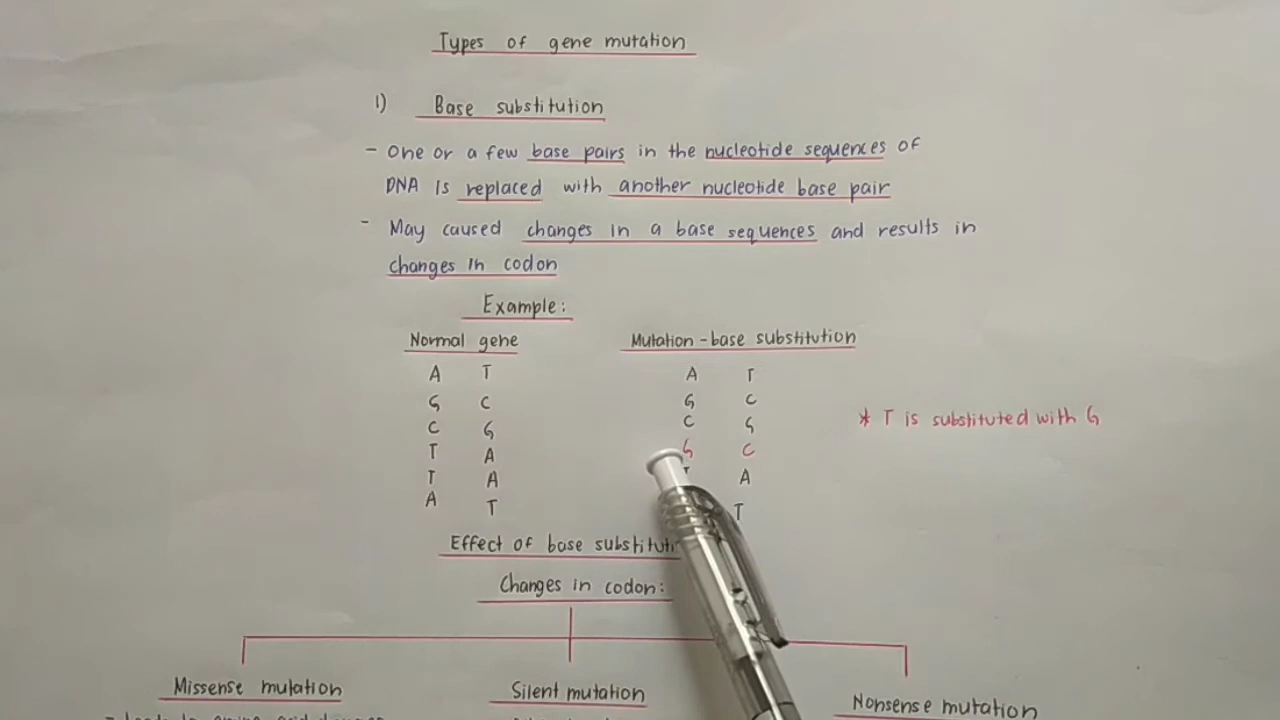 Types of gene mutation
1) Base substitution
- One or a few base pairs in the nucleotide sequences of
DNA is replaced with another nucleotide base pair
- May caused changes in a base sequences and results in
changes in codon
Example:
Normal gene
A T
G C
C G
T A
T A
A T
Mutation - base substitution
A T
G C
C G
G C
T A
T
* T is substituted with G
Effect of base
Changes in codon:
Missense mutation
Silent mutation
Nonsense mutation